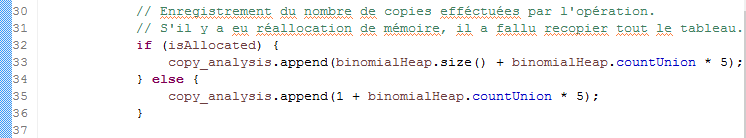 30 // Enregistrement du nombre de copies efféctuées par l'opération.
31 // S'il y a eu réallocation de mémoire, il a fallu recopier tout le tableau.
32 if (isAllocated) {
33 copy_analysis.append(binomialHeap.size() + binomialHeap.countUnion * 5);
34 } else {
35 copy_analysis.append(1 + binomialHeap.countUnion * 5);
36 }
37